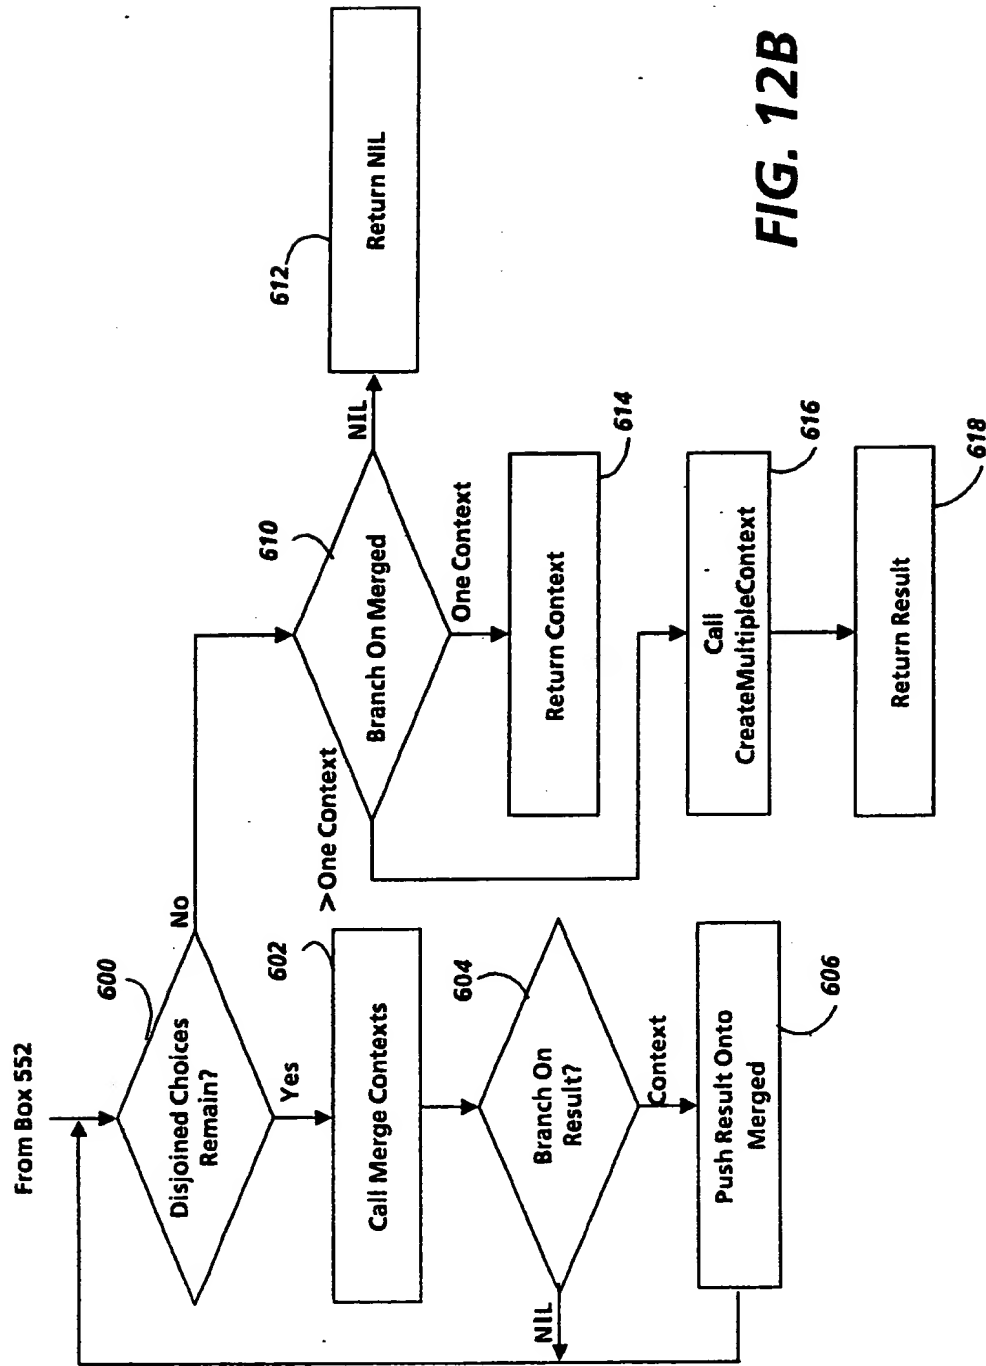 From Box 552
600
Disjoined Choices
Remain?
No
Yes
602
Call Merge Contexts
604
Branch On
Result?
NIL
Context
606
Push Result Onto
Merged
610
Branch On Merged
>One Context
One Context
NIL
612
Return NIL
614
Return Context
616
Call
CreateMultipleContext
618
Return Result
FIG. 12B